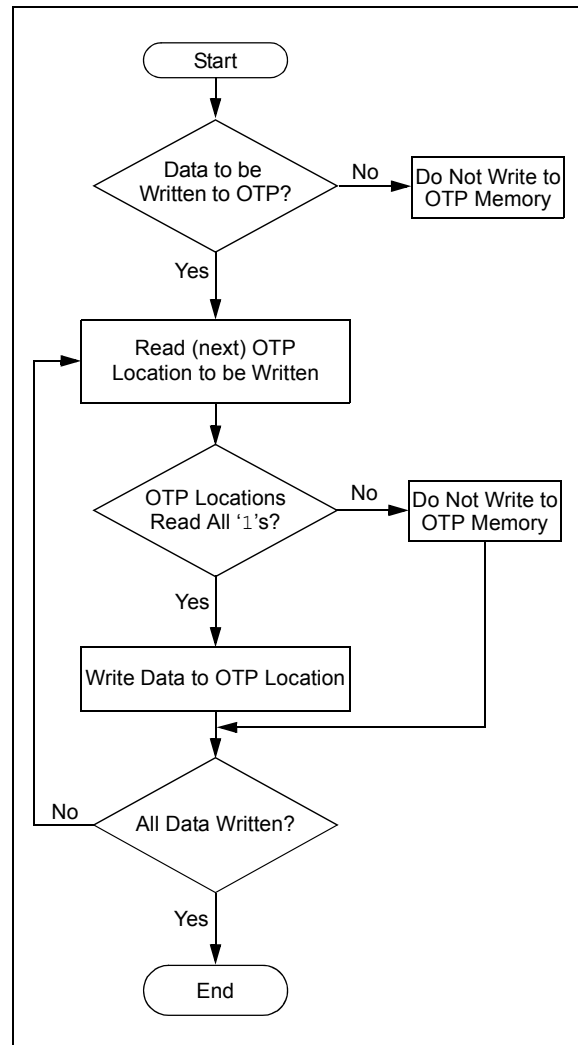 Start
Data to be
Written to OTP?
No
Do Not Write to
OTP Memory
Yes
Read (next) OTP
Location to be Written
OTP Locations
Read All ‘1’s?
No
Do Not Write to
OTP Memory
Yes
Write Data to OTP Location
No
All Data Written?
Yes
End